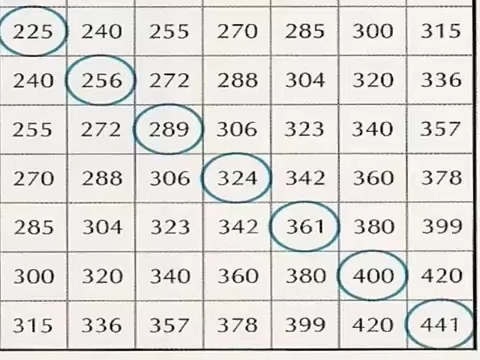 225 240 255 270 285 300 315
240 256 272 288 304 320 336
255 272 289 306 323 340 357
270 288 306 324 342 360 378
285 304 323 342 361 380 399
300 320 340 360 380 400 420
315 336 357 378 399 420 441